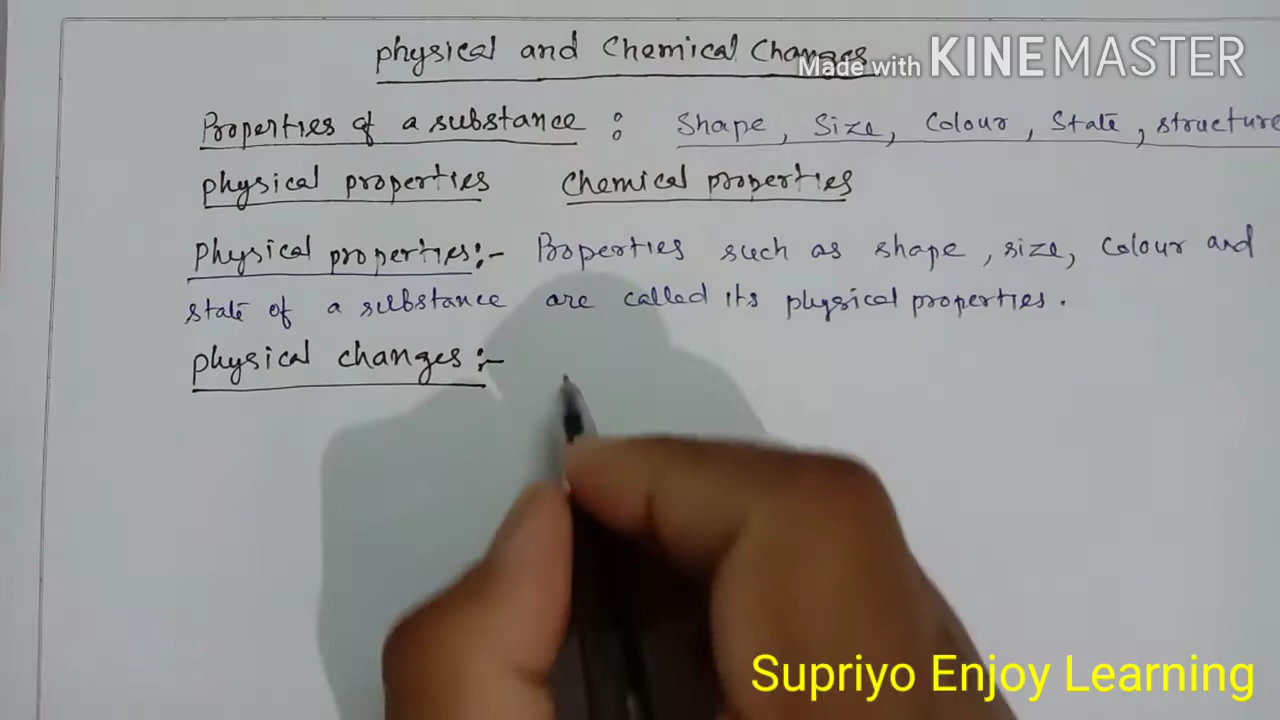 Physical and Chemical Changes
Made with KINEMASTER
Properties of a substance : Shape, Size, Colour, State, structure
Physical properties Chemical properties
Physical properties :- Properties such as shape, size, Colour and
state of a substance are called its physical properties.
Physical changes :-
Supriyo Enjoy Learning